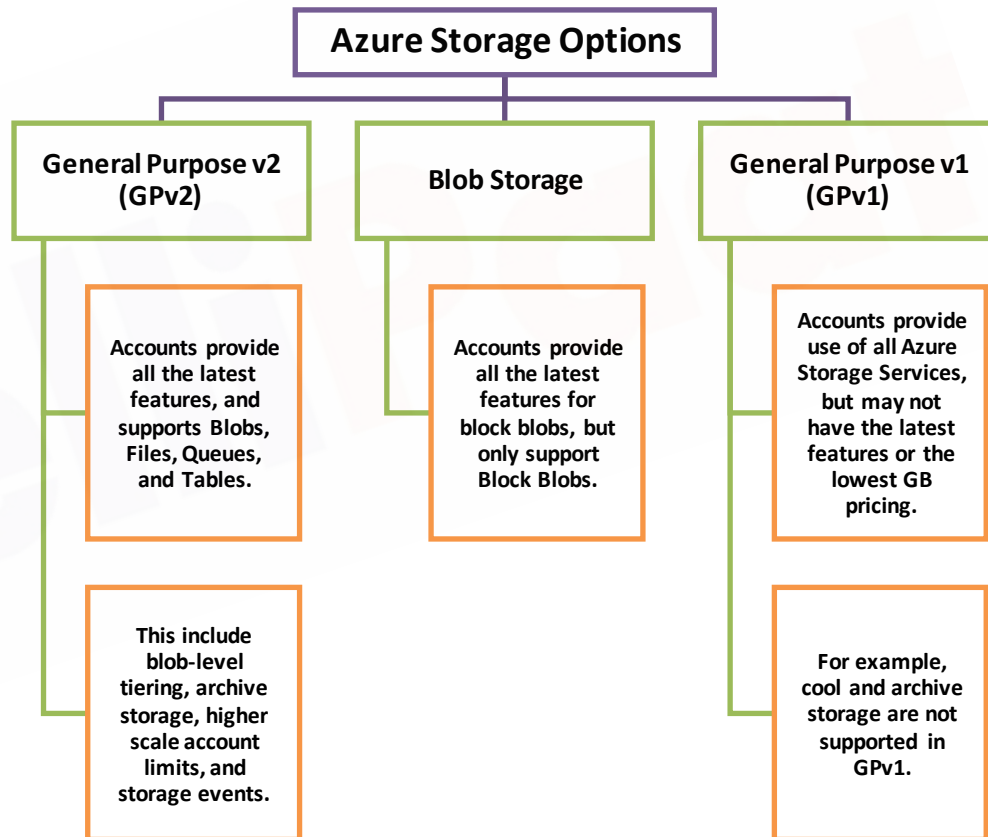 Azure Storage Options
General Purpose v2
(GPv2)
Blob Storage
General Purpose v1
(GPv1)
Accounts provide
all the latest
features, and
supports Blobs,
Files, Queues,
and Tables.
Accounts provide
all the latest
features for
block blobs, but
only support
Block Blobs.
Accounts provide
use of all Azure
Storage Services,
but may not
have the latest
features or the
lowest GB
pricing.
This include
blob-level
tiering, archive
storage, higher
scale account
limits, and
storage events.
For example,
cool and archive
storage are not
supported in
GPv1.